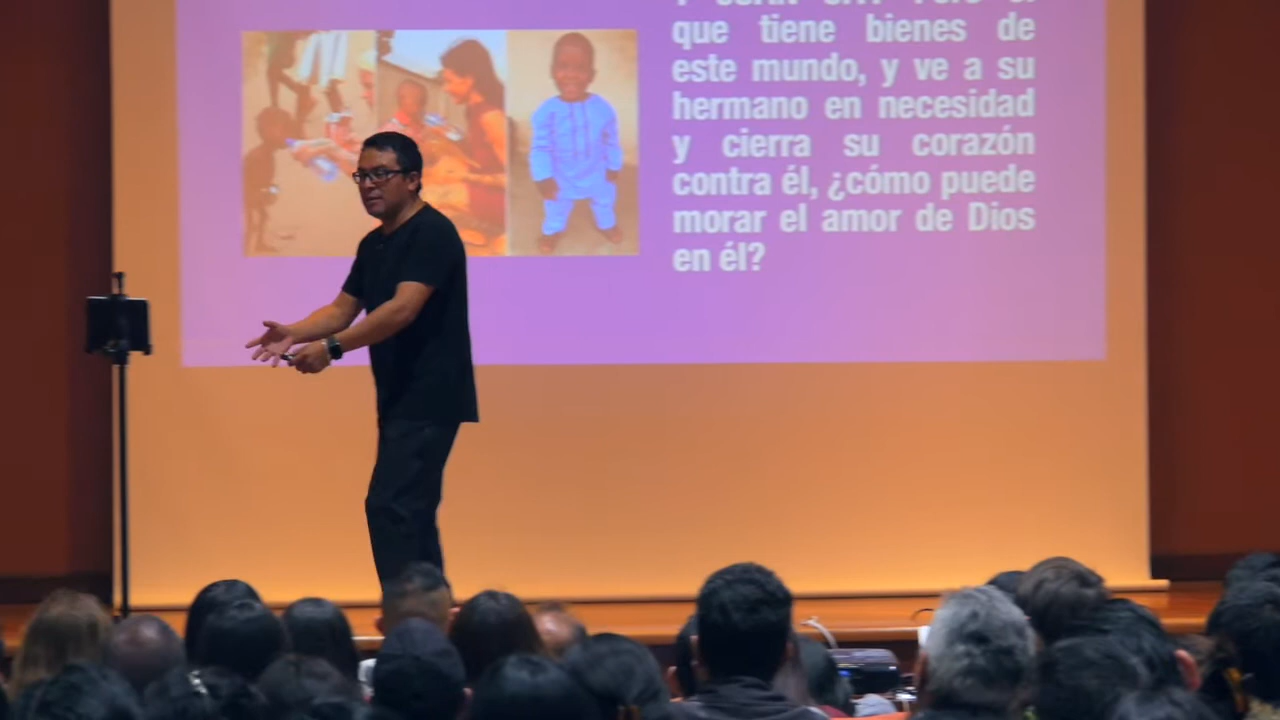 que tiene bienes de
este mundo, y ve a su
hermano en necesidad
y cierra su corazón
contra él, ¿cómo puede
morar el amor de Dios
en él?